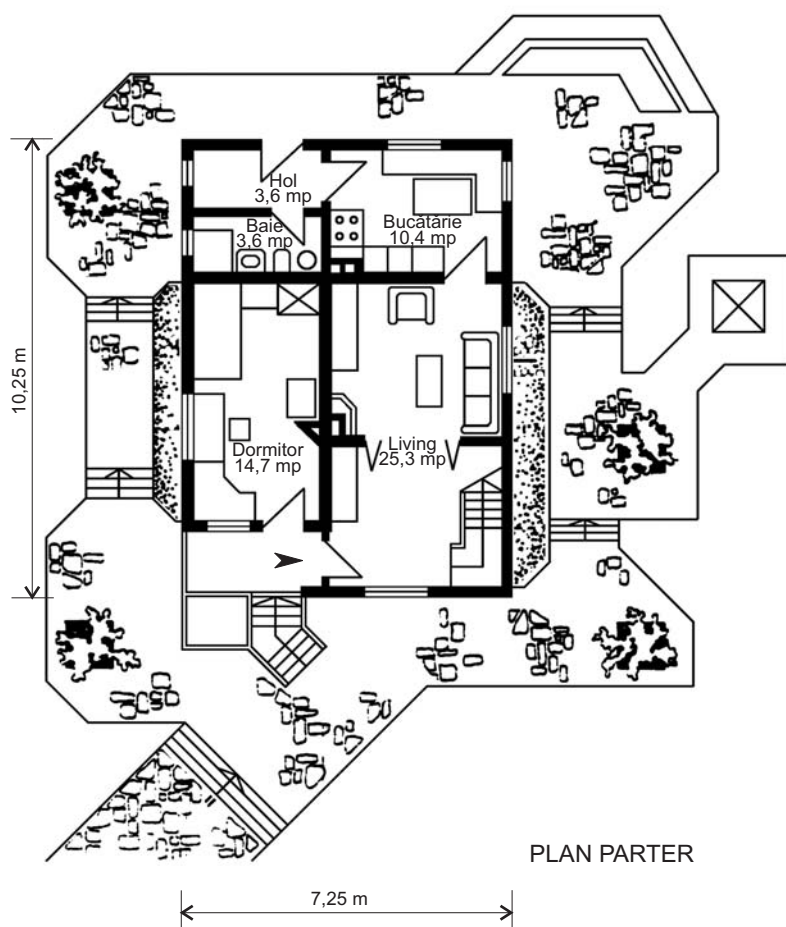 Hol
3,6 mp
Baie
3,6 mp
Bucătărie
10,4 mp
10,25 m
Dormitor
14,7 mp
Living
25,3 mp
PLAN PARTER
7,25 m